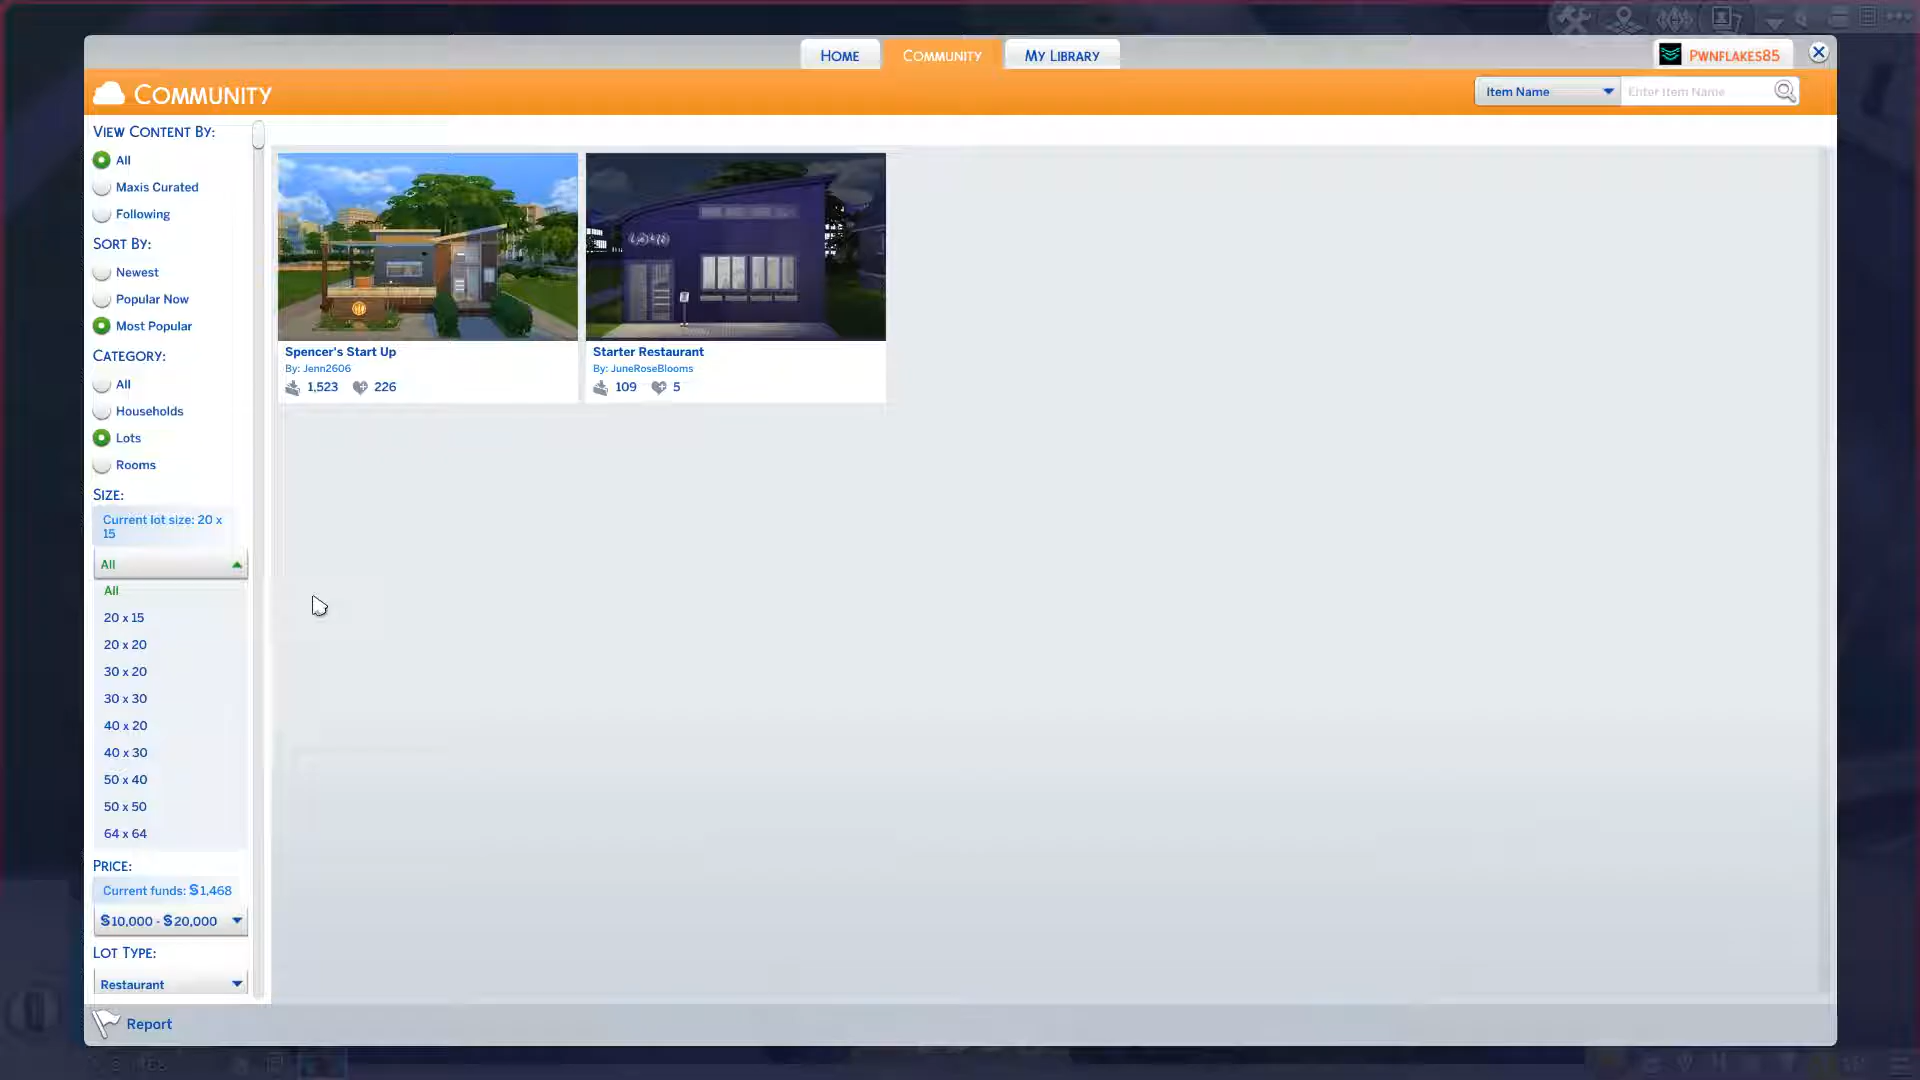 Home
Community
My Library
Pwnflakes85
Community
Item Name
Enter Item Name
View Content By:
All
Maxis Curated
Following
Sort By:
Newest
Popular Now
Most Popular
Category:
All
Households
Lots
Rooms
Size:
Current lot size: 20 x
15
All
All
20 x 15
20 x 20
30 x 20
30 x 30
40 x 20
40 x 30
50 x 40
50 x 50
64 x 64
Price:
Current funds: §1,468
§10,000 - §20,000
Lot Type:
Restaurant
Spencer's Start Up
By: Jenn2606
1,523 226
Starter Restaurant
By: JuneRoseBlooms
109 5
Report